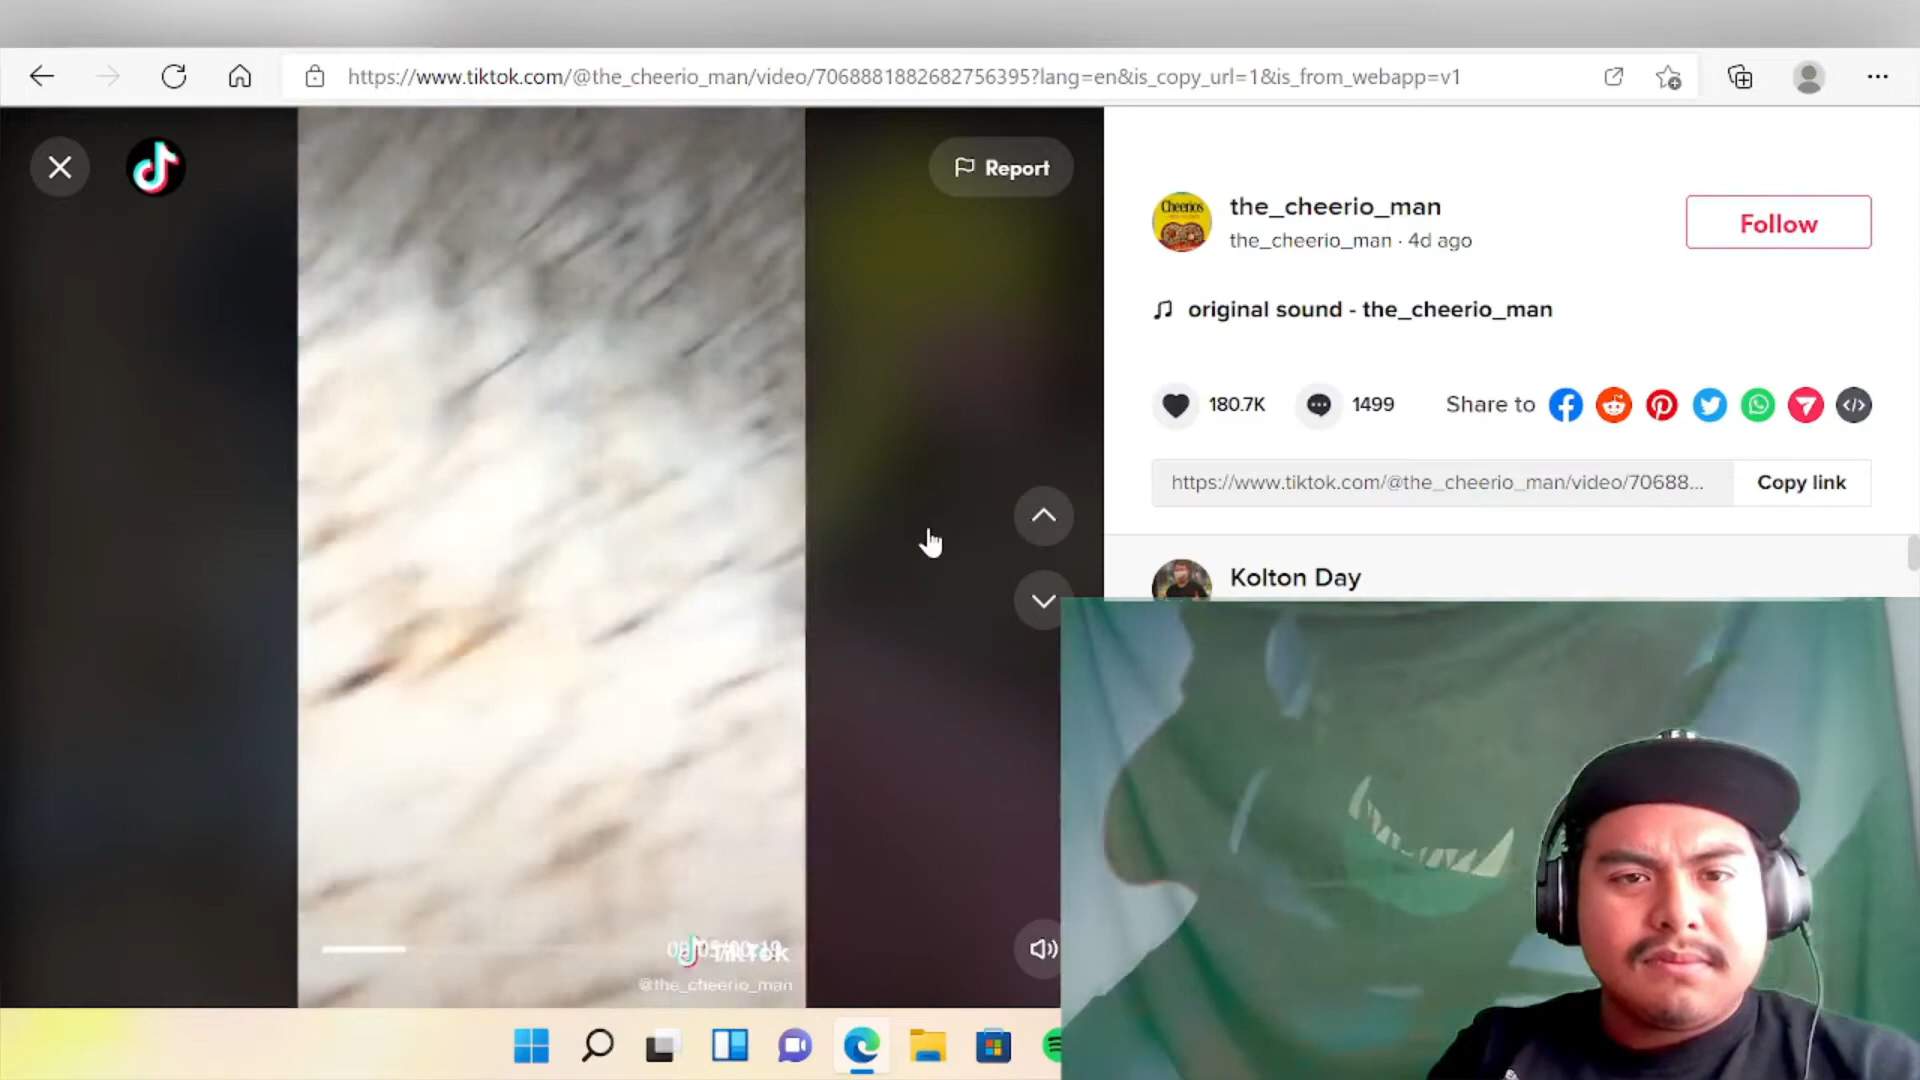 https://www.tiktok.com/@the_cheerio_man/video/7068881882682756395?lang=en&is_copy_url=1&is_from_webapp=v1
Report
Cheerios
the_cheerio_man
the_cheerio_man · 4d ago
Follow
original sound - the_cheerio_man
180.7K
1499
Share to
https://www.tiktok.com/@the_cheerio_man/video/70688...
Copy link
Kolton Day
TikTok
@the_cheerio_man